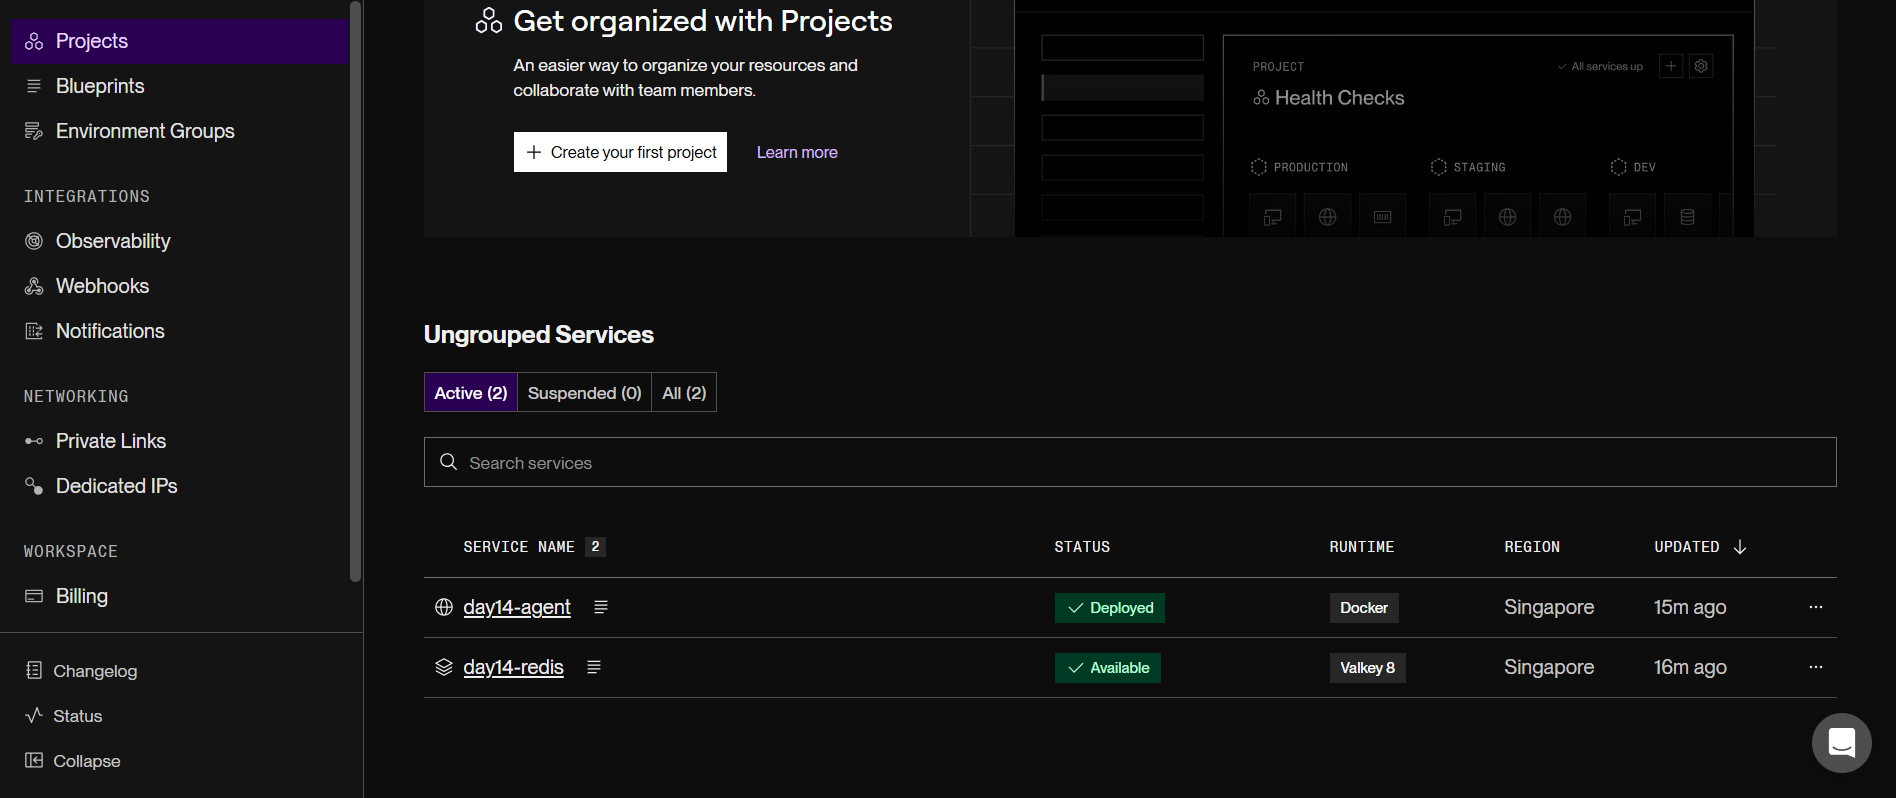 Projects
Blueprints
Environment Groups
INTEGRATIONS
Observability
Webhooks
Notifications
NETWORKING
Private Links
Dedicated IPs
WORKSPACE
Billing
Changelog
Status
Collapse
Get organized with Projects
An easier way to organize your resources and
collaborate with team members.
Create your first project
Learn more
PROJECT
All services up
Health Checks
PRODUCTION
STAGING
DEV
Ungrouped Services
Active (2)
Suspended (0)
All (2)
Search services
SERVICE NAME 2
STATUS
RUNTIME
REGION
UPDATED
day14-agent
Deployed
Docker
Singapore
15m ago
day14-redis
Available
Valkey 8
Singapore
16m ago